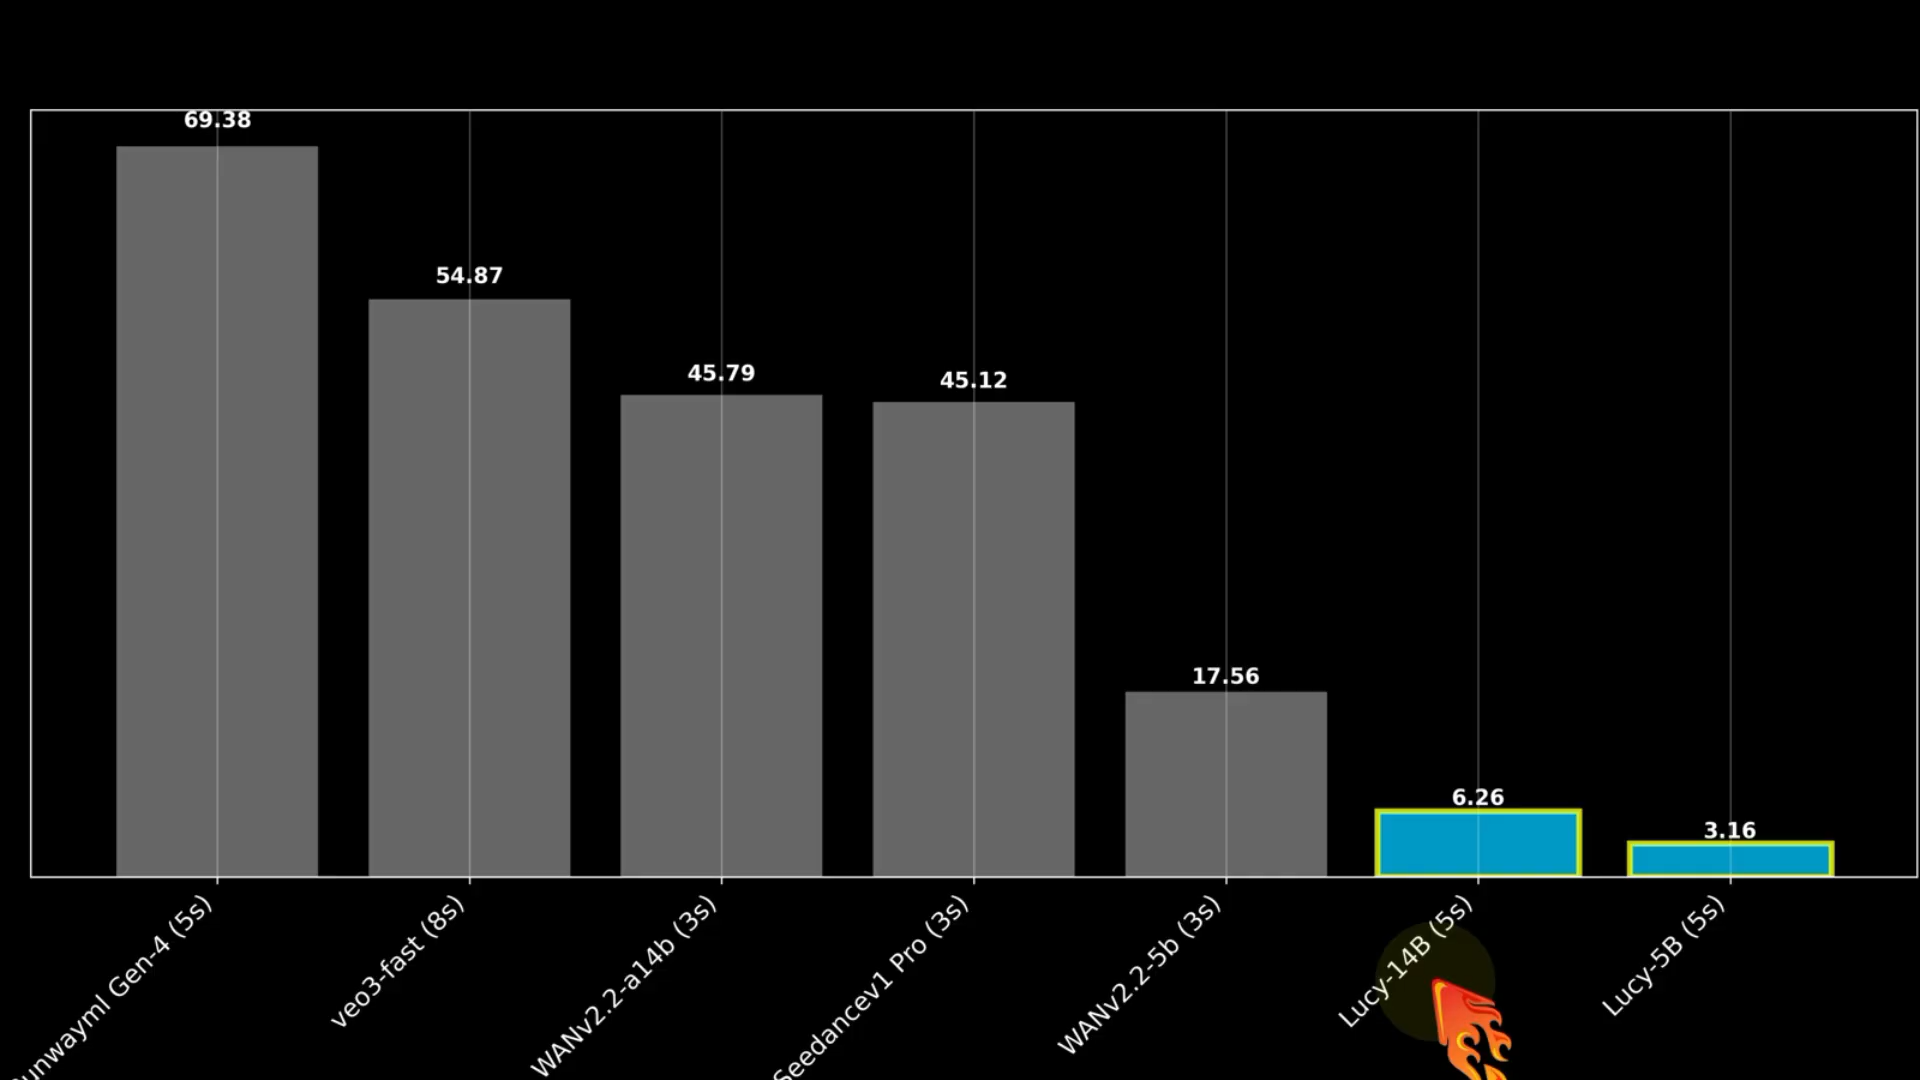 69.38
54.87
45.79
45.12
17.56
6.26
3.16
Gen-4 (5s)
veo3-fast (8s)
WANv2.2-a14b (3s)
Seedancev1 Pro (3s)
WANv2.2-5b (3s)
Lucy-14B (5s)
Lucy-5B (5s)